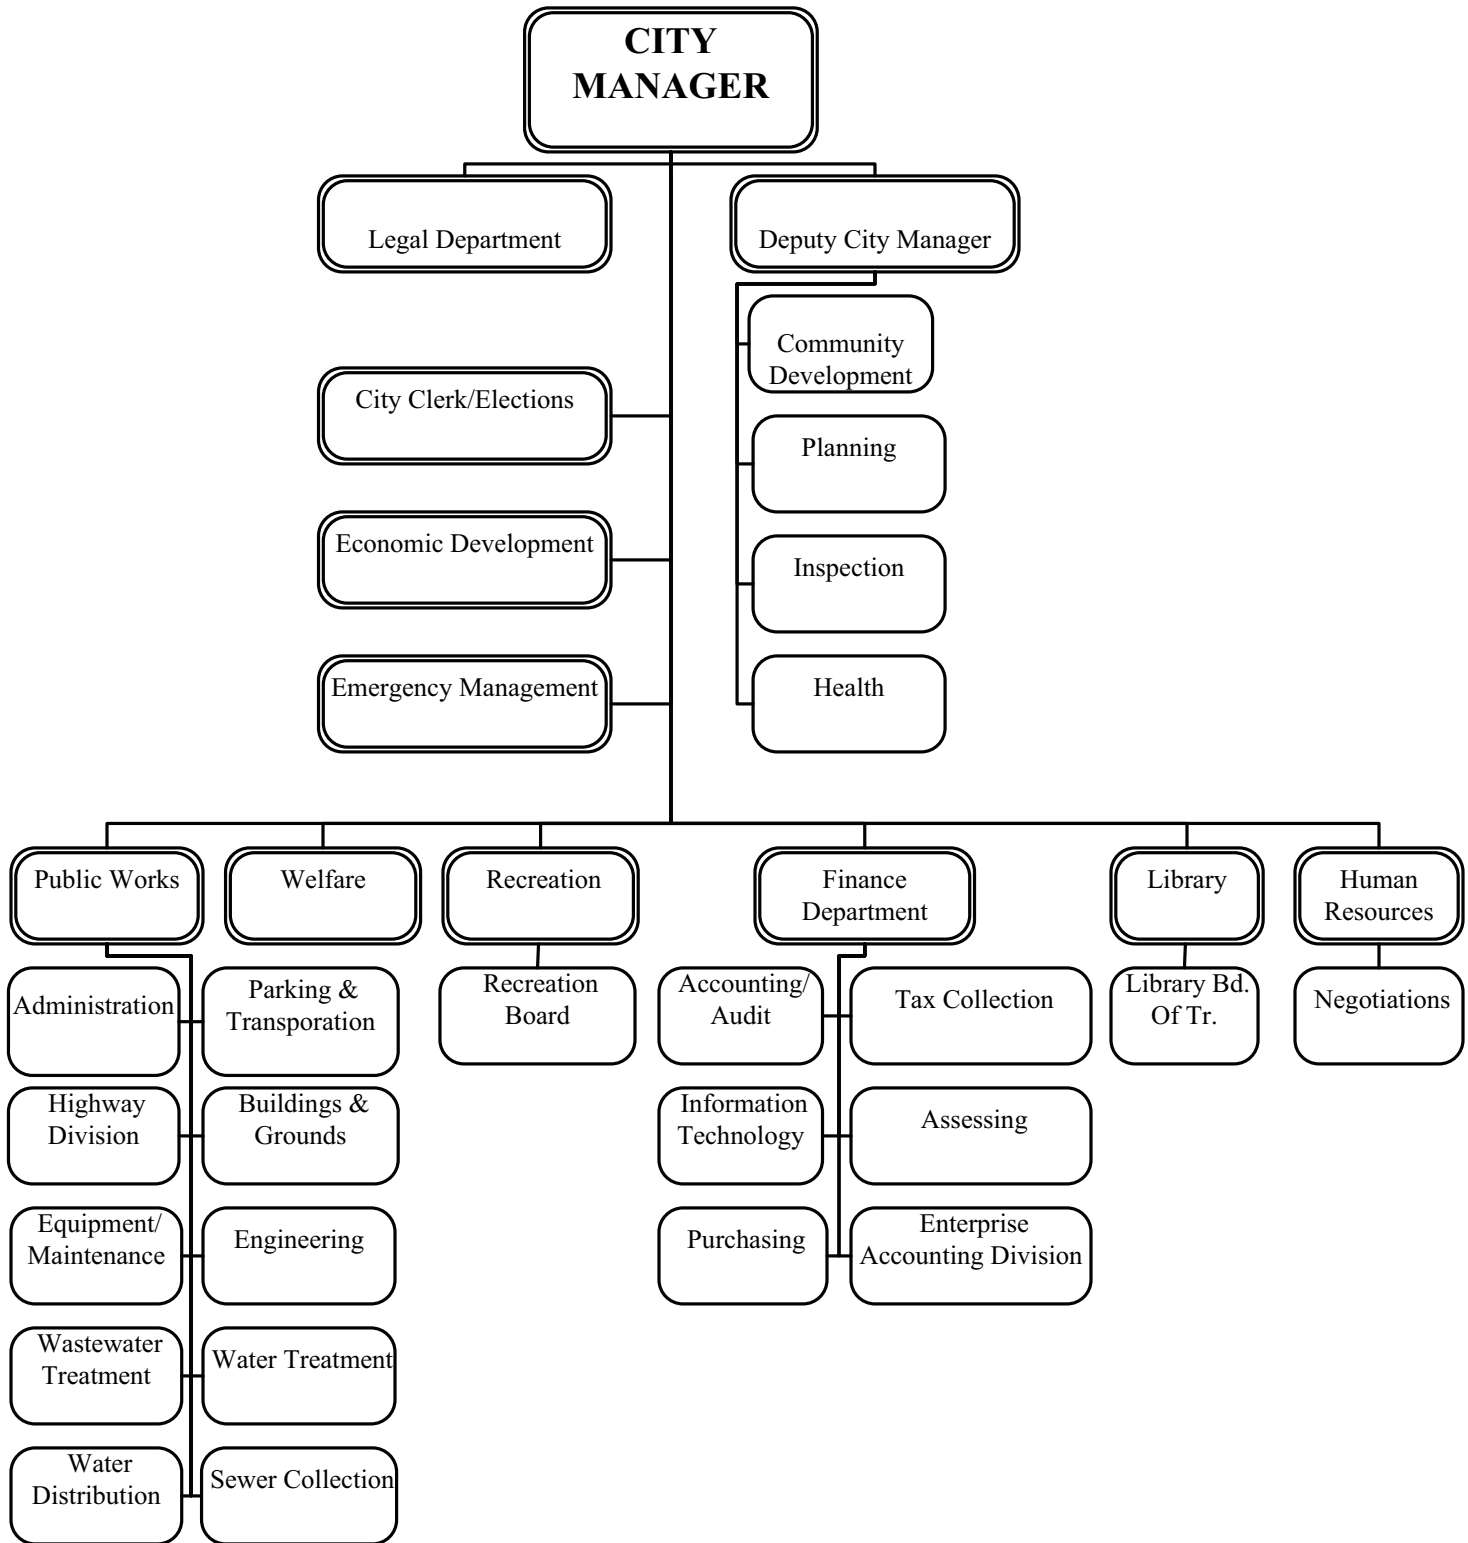 CITY
MANAGER
Legal Department
Deputy City Manager
Community
Development
City Clerk/Elections
Planning
Economic Development
Inspection
Emergency Management
Health
Public Works
Welfare
Recreation
Finance
Department
Library
Human
Resources
Administration
Parking &
Transporation
Recreation
Board
Accounting/
Audit
Tax Collection
Library Bd.
Of Tr.
Negotiations
Highway
Division
Buildings &
Grounds
Information
Technology
Assessing
Equipment/
Maintenance
Engineering
Purchasing
Enterprise
Accounting Division
Wastewater
Treatment
Water Treatment
Water
Distribution
Sewer Collection